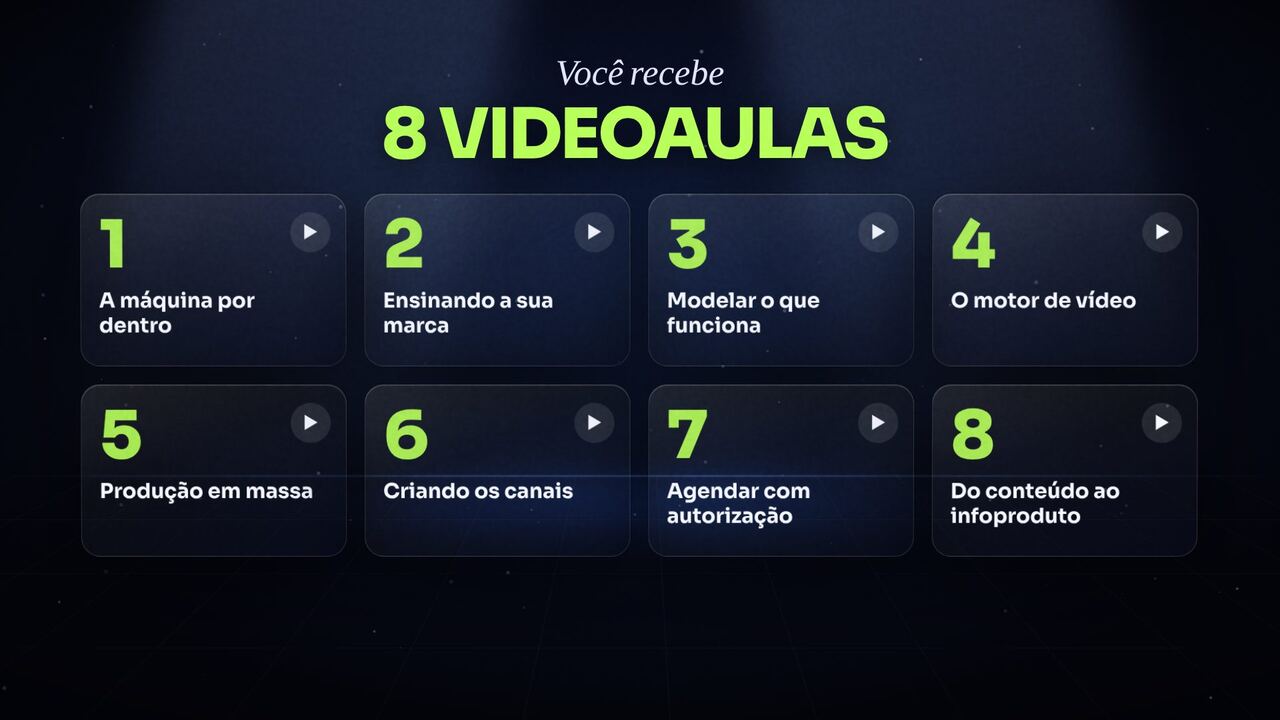 Você recebe
8 VIDEOAULAS
1
A máquina por
dentro
2
Ensinando a sua
marca
3
Modelar o que
funciona
4
O motor de vídeo
5
Produção em massa
6
Criando os canais
7
Agendar com
autorização
8
Do conteúdo ao
infoproduto